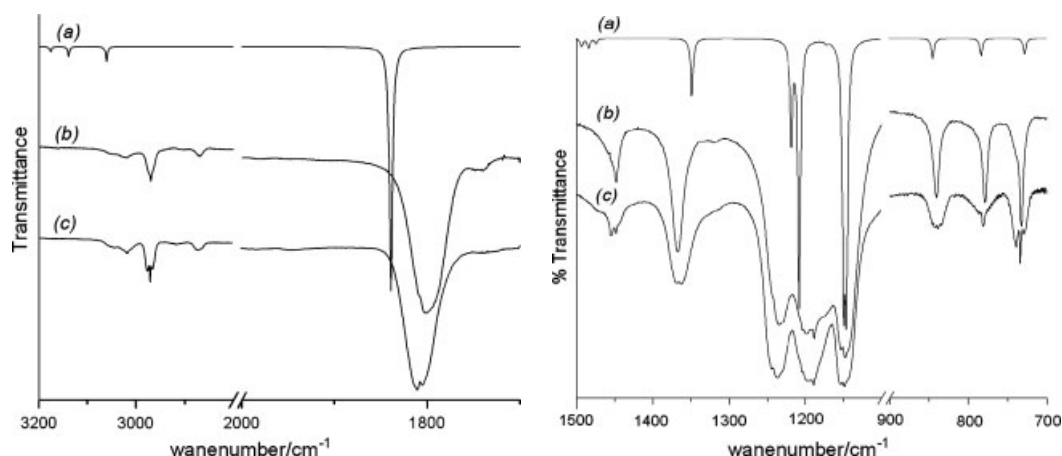 (a)
(b)
(c)
Transmittance
3200 3000 2000 1800
wanenumber/cm⁻¹
(a)
(b)
(c)
% Transmittance
1500 1400 1300 1200 900 800 700
wanenumber/cm⁻¹